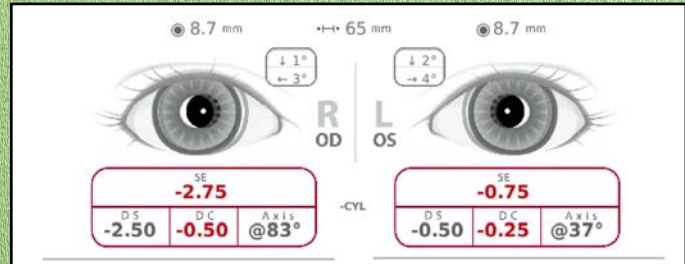 8.7 mm 65 mm 8.7 mm
↓ 1° ↓ 2°
← 3° → 4°
R L
OD OS
SE SE
-2.75 -0.75
-CYL
DS DC Axis DS DC Axis
-2.50 -0.50 @83° -0.50 -0.25 @37°